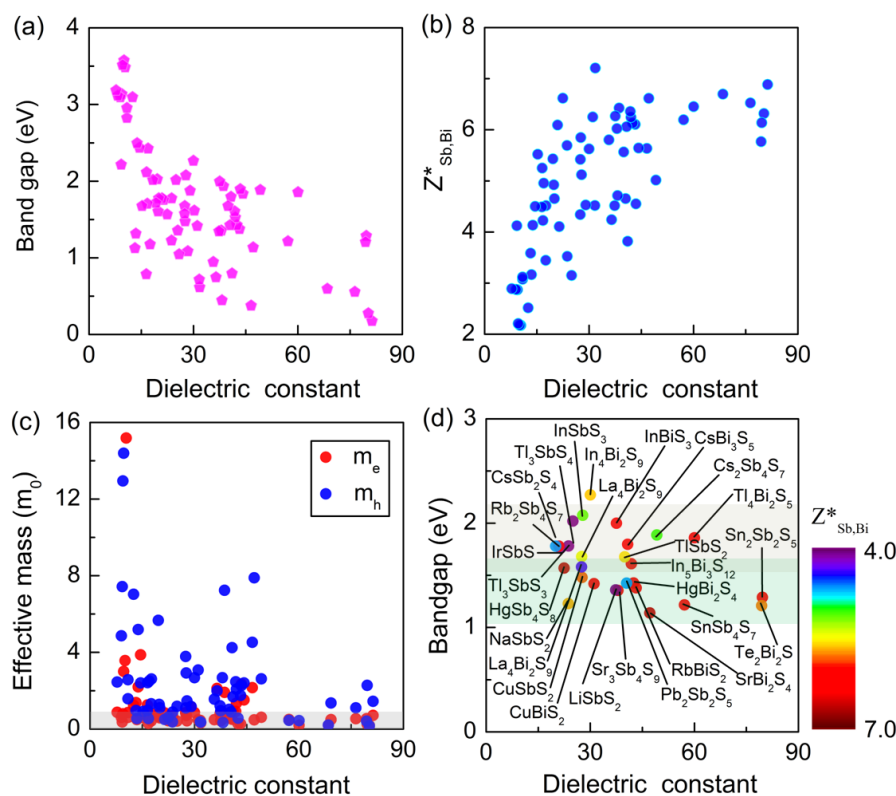 (a)
4
3
2
1
0
Band gap (eV)
0 30 60 90
Dielectric constant
(b)
8
6
4
2
Z*Sb,Bi
0 30 60 90
Dielectric constant
(c)
16
12
8
4
0
Effective mass (m0)
me
mh
0 30 60 90
Dielectric constant
(d)
3
2
1
0
Bandgap (eV)
InSbS3
Tl3SbS4
In4Bi2S9
InBiS3
CsBi3S5
CsSb2S4
La4Bi2S9
Cs2Sb4S7
Rb2Sb4S7
Tl4Bi2S5
IrSbS
TlSbS2
Sn2Sb2S5
Tl3SbS3
In5Bi3S12
HgSb4S8
HgBi2S4
NaSbS2
SnSb4S7
La4Bi2S9
Te2Bi2S
CuSbS2
Sr3Sb4S9
RbBiS2
SrBi2S4
CuBiS2
LiSbS2
Pb2Sb2S5
0 30 60 90
Dielectric constant
Z*Sb,Bi
4.0
7.0